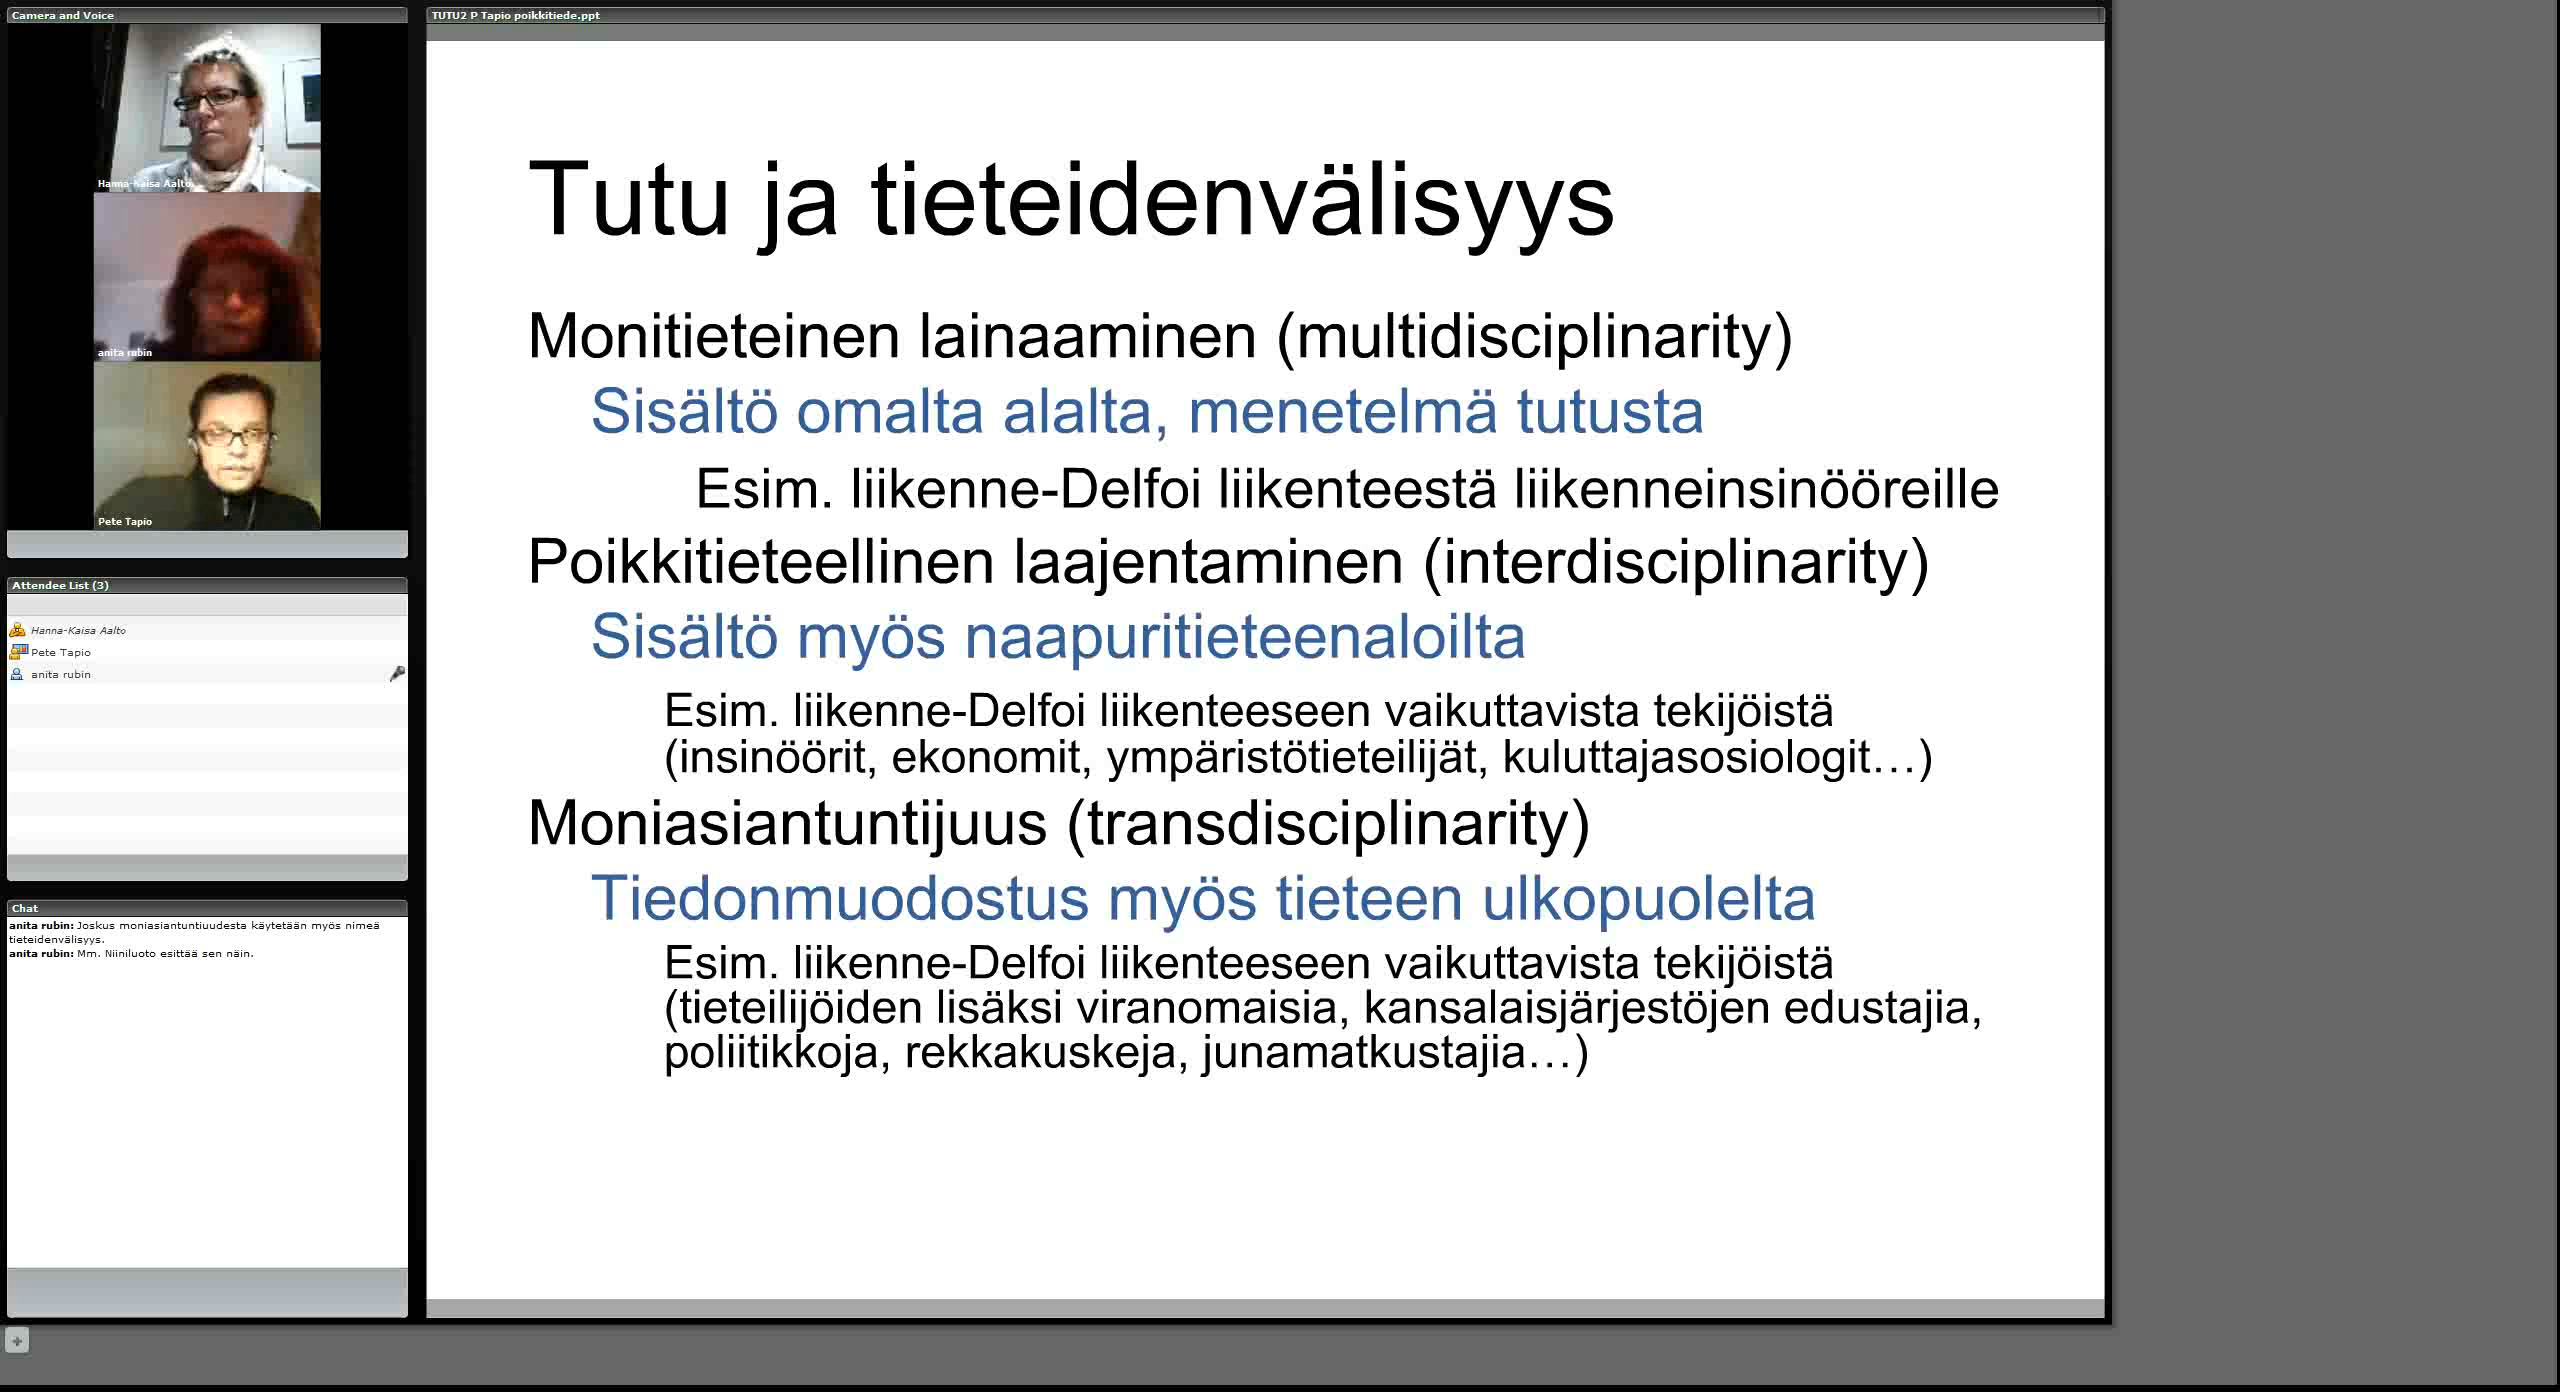 Camera and Voice
Hanna-Kaisa Aalto
anita rubin
Pete Tapio
Attendee List (3)
Hanna-Kaisa Aalto
Pete Tapio
anita rubin
Chat
anita rubin: Joskus moniasiantuntiuudesta käytetään myös nimeä
tieteidenvälisyys.
anita rubin: Mm. Niiniluoto esittää sen näin.
TUTU2 P Tapio poikkitiede.ppt
Tutu ja tieteidenvälisyys
Monitieteinen lainaaminen (multidisciplinarity)
Sisältö omalta alalta, menetelmä tutusta
Esim. liikenne-Delfoi liikenteestä liikenneinsinööreille
Poikkitieteellinen laajentaminen (interdisciplinarity)
Sisältö myös naapuritieteenaloilta
Esim. liikenne-Delfoi liikenteeseen vaikuttavista tekijöistä
(insinöörit, ekonomit, ympäristötieteilijät, kuluttajasosiologit…)
Moniasiantuntijuus (transdisciplinarity)
Tiedonmuodostus myös tieteen ulkopuolelta
Esim. liikenne-Delfoi liikenteeseen vaikuttavista tekijöistä
(tieteilijöiden lisäksi viranomaisia, kansalaisjärjestöjen edustajia,
poliitikkoja, rekkakuskeja, junamatkustajia…)